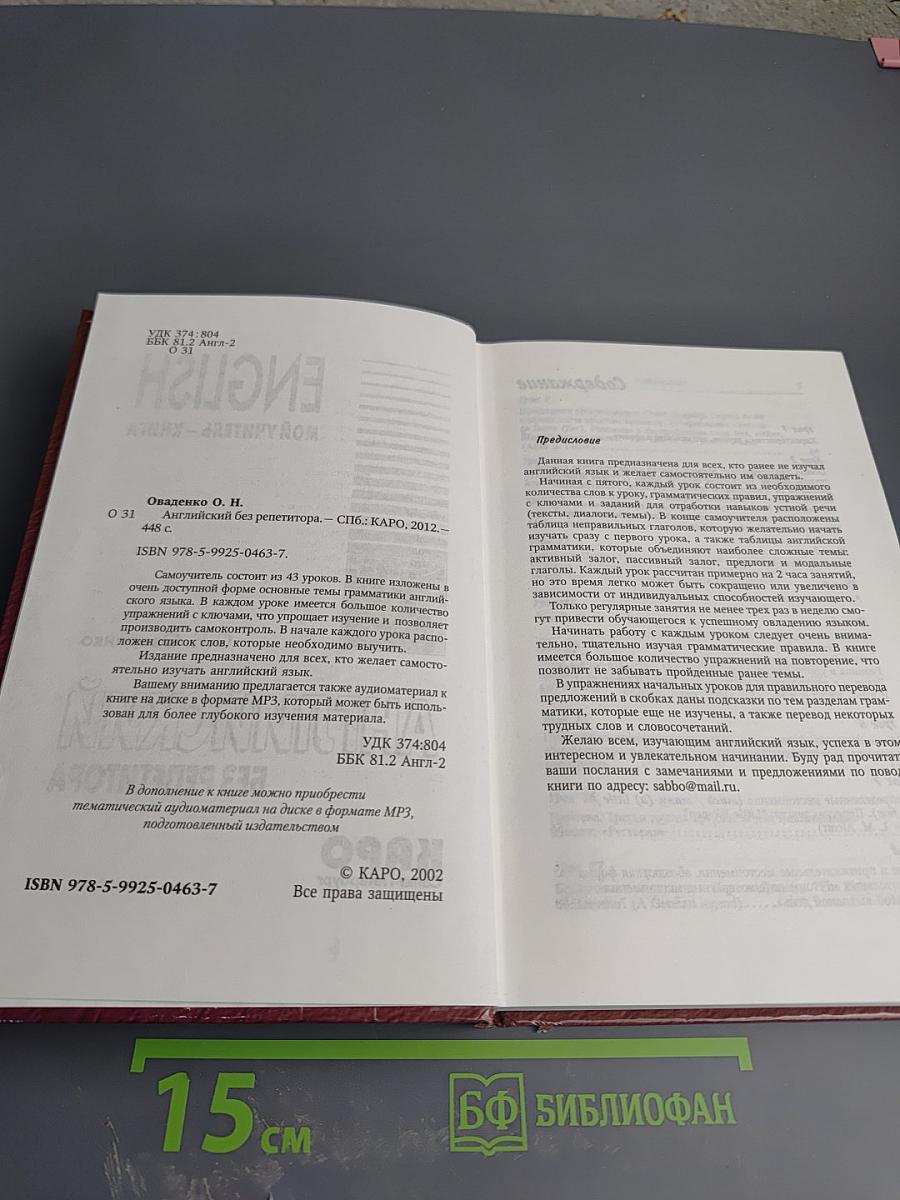 УДК 374:804
ББК 81.2 Англ-2
О 31
Оваденко О. Н.
О 31 Английский без репетитора.— СПб.: КАРО, 2012.—
448 с.
ISBN 978-5-9925-0463-7.
Самоучитель состоит из 43 уроков. В книге изложены в
очень доступной форме основные темы грамматики англий-
ского языка. В каждом уроке имеется большое количество
упражнений с ключами, что упрощает изучение и позволяет
производить самоконтроль. В начале каждого урока распо-
ложен список слов, которые необходимо выучить.
Издание предназначено для всех, кто желает самосто-
ятельно изучать английский язык.
Вашему вниманию предлагается также аудиоматериал к
книге на диске в формате МР3, который может быть исполь-
зован для более глубокого изучения материала.
УДК 374:804
ББК 81.2 Англ-2
В дополнение к книге можно приобрести
тематический аудиоматериал на диске в формате МР3,
подготовленный издательством
ISBN 978-5-9925-0463-7
© КАРО, 2002
Все права защищены
Предисловие
Данная книга предназначена для всех, кто ранее не изучал
английский язык и желает самостоятельно им овладеть.
Начиная с пятого, каждый урок состоит из необходимого
количества слов к уроку, грамматических правил, упражнений
с ключами и заданий для отработки навыков устной речи
(тексты, диалоги, темы). В конце самоучителя расположены
таблица неправильных глаголов, которую желательно начать
изучать сразу с первого урока, а также таблицы английской
грамматики, которые объединяют наиболее сложные темы:
активный залог, пассивный залог, предлоги и модальные
глаголы. Каждый урок рассчитан примерно на 2 часа занятий,
но это время легко может быть сокращено или увеличено в
зависимости от индивидуальных способностей изучающего.
Только регулярные занятия не менее трех раз в неделю смо-
гут привести обучающегося к успешному овладению языком.
Начинать работу с каждым уроком следует очень внима-
тельно, тщательно изучая грамматические правила. В книге
имеется большое количество упражнений на повторение, что
позволит не забывать пройденные ранее темы.
В упражнениях начальных уроков для правильного перевода
предложений в скобках даны подсказки по тем разделам грам-
матики, которые еще не изучены, а также перевод некоторых
трудных слов и словосочетаний.
Желаю всем, изучающим английский язык, успеха в этом
интересном и увлекательном начинании. Буду рад прочитат
ваши послания с замечаниями и предложениями по повод
книги по адресу: sabbo@mail.ru.
15 см
БФ БИБЛИОФАН